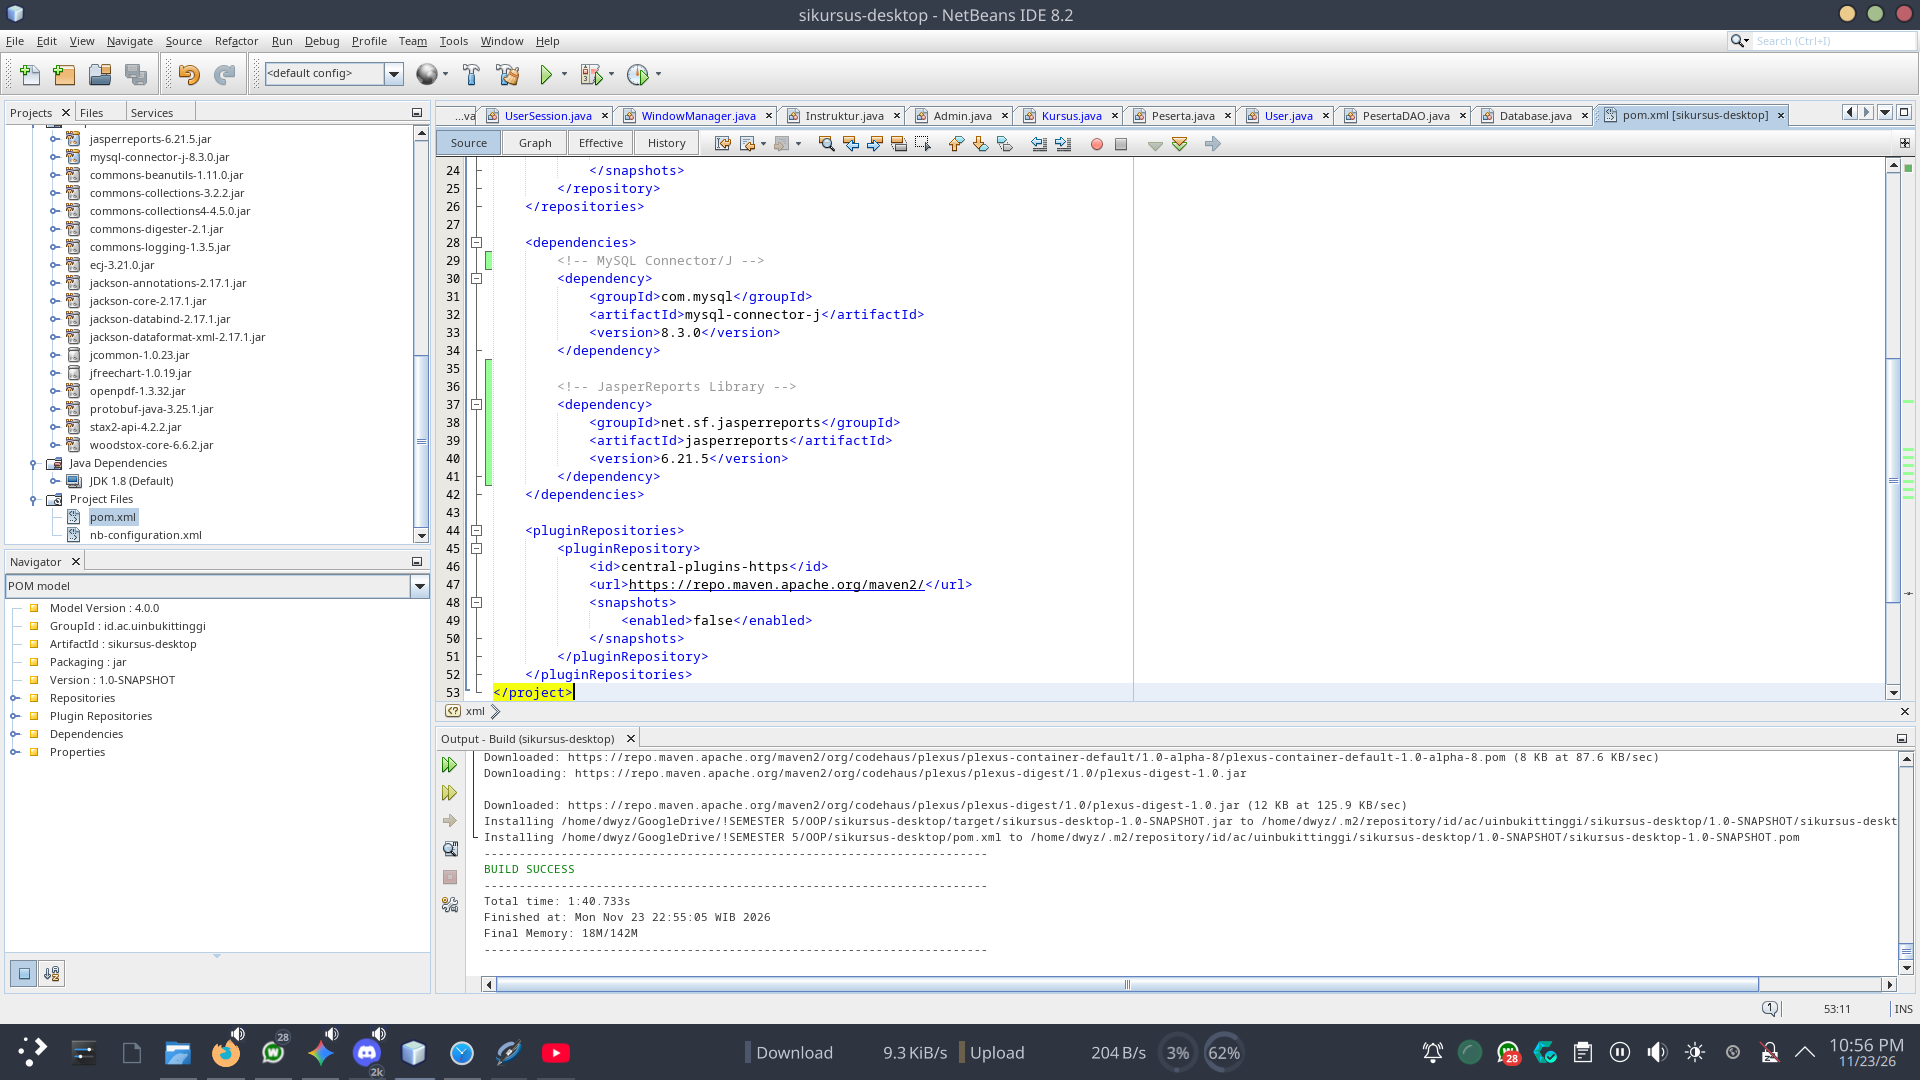 sikursus-desktop - NetBeans IDE 8.2
File Edit View Navigate Source Refactor Run Debug Profile Team Tools Window Help
Search (Ctrl+I)
<default config>
Projects Files Services
...va UserSession.java WindowManager.java Instruktur.java Admin.java Kursus.java Peserta.java User.java PesertaDAO.java Database.java pom.xml [sikursus-desktop]
Source Graph Effective History
jasperreports-6.21.5.jar
mysql-connector-j-8.3.0.jar
commons-beanutils-1.11.0.jar
commons-collections-3.2.2.jar
commons-collections4-4.5.0.jar
commons-digester-2.1.jar
commons-logging-1.3.5.jar
ecj-3.21.0.jar
jackson-annotations-2.17.1.jar
jackson-core-2.17.1.jar
jackson-databind-2.17.1.jar
jackson-dataformat-xml-2.17.1.jar
jcommon-1.0.23.jar
jfreechart-1.0.19.jar
openpdf-1.3.32.jar
protobuf-java-3.25.1.jar
stax2-api-4.2.2.jar
woodstox-core-6.6.2.jar
Java Dependencies
JDK 1.8 (Default)
Project Files
pom.xml
nb-configuration.xml
Navigator
POM model
Model Version : 4.0.0
GroupId : id.ac.uinbukittinggi
ArtifactId : sikursus-desktop
Packaging : jar
Version : 1.0-SNAPSHOT
Repositories
Plugin Repositories
Dependencies
Properties
24 </snapshots>
25 </repository>
26 </repositories>
27
28 <dependencies>
29 <!-- MySQL Connector/J -->
30 <dependency>
31 <groupId>com.mysql</groupId>
32 <artifactId>mysql-connector-j</artifactId>
33 <version>8.3.0</version>
34 </dependency>
35
36 <!-- JasperReports Library -->
37 <dependency>
38 <groupId>net.sf.jasperreports</groupId>
39 <artifactId>jasperreports</artifactId>
40 <version>6.21.5</version>
41 </dependency>
42 </dependencies>
43
44 <pluginRepositories>
45 <pluginRepository>
46 <id>central-plugins-https</id>
47 <url>https://repo.maven.apache.org/maven2/</url>
48 <snapshots>
49 <enabled>false</enabled>
50 </snapshots>
51 </pluginRepository>
52 </pluginRepositories>
53 </project>
xml
Output - Build (sikursus-desktop)
Downloaded: https://repo.maven.apache.org/maven2/org/codehaus/plexus/plexus-container-default/1.0-alpha-8/plexus-container-default-1.0-alpha-8.pom (8 KB at 87.6 KB/sec)
Downloading: https://repo.maven.apache.org/maven2/org/codehaus/plexus/plexus-digest/1.0/plexus-digest-1.0.jar
Downloaded: https://repo.maven.apache.org/maven2/org/codehaus/plexus/plexus-digest/1.0/plexus-digest-1.0.jar (12 KB at 125.9 KB/sec)
Installing /home/dwyz/GoogleDrive/!SEMESTER 5/OOP/sikursus-desktop/target/sikursus-desktop-1.0-SNAPSHOT.jar to /home/dwyz/.m2/repository/id/ac/uinbukittinggi/sikursus-desktop/1.0-SNAPSHOT/sikursus-deskt
Installing /home/dwyz/GoogleDrive/!SEMESTER 5/OOP/sikursus-desktop/pom.xml to /home/dwyz/.m2/repository/id/ac/uinbukittinggi/sikursus-desktop/1.0-SNAPSHOT/sikursus-desktop-1.0-SNAPSHOT.pom
------------------------------------------------------------------------
BUILD SUCCESS
------------------------------------------------------------------------
Total time: 1:40.733s
Finished at: Mon Nov 23 22:55:05 WIB 2026
Final Memory: 18M/142M
------------------------------------------------------------------------
1 53:11 INS
28 2k Download 9.3 KiB/s Upload 204 B/s 3% 62% 28 10:56 PM
11/23/26